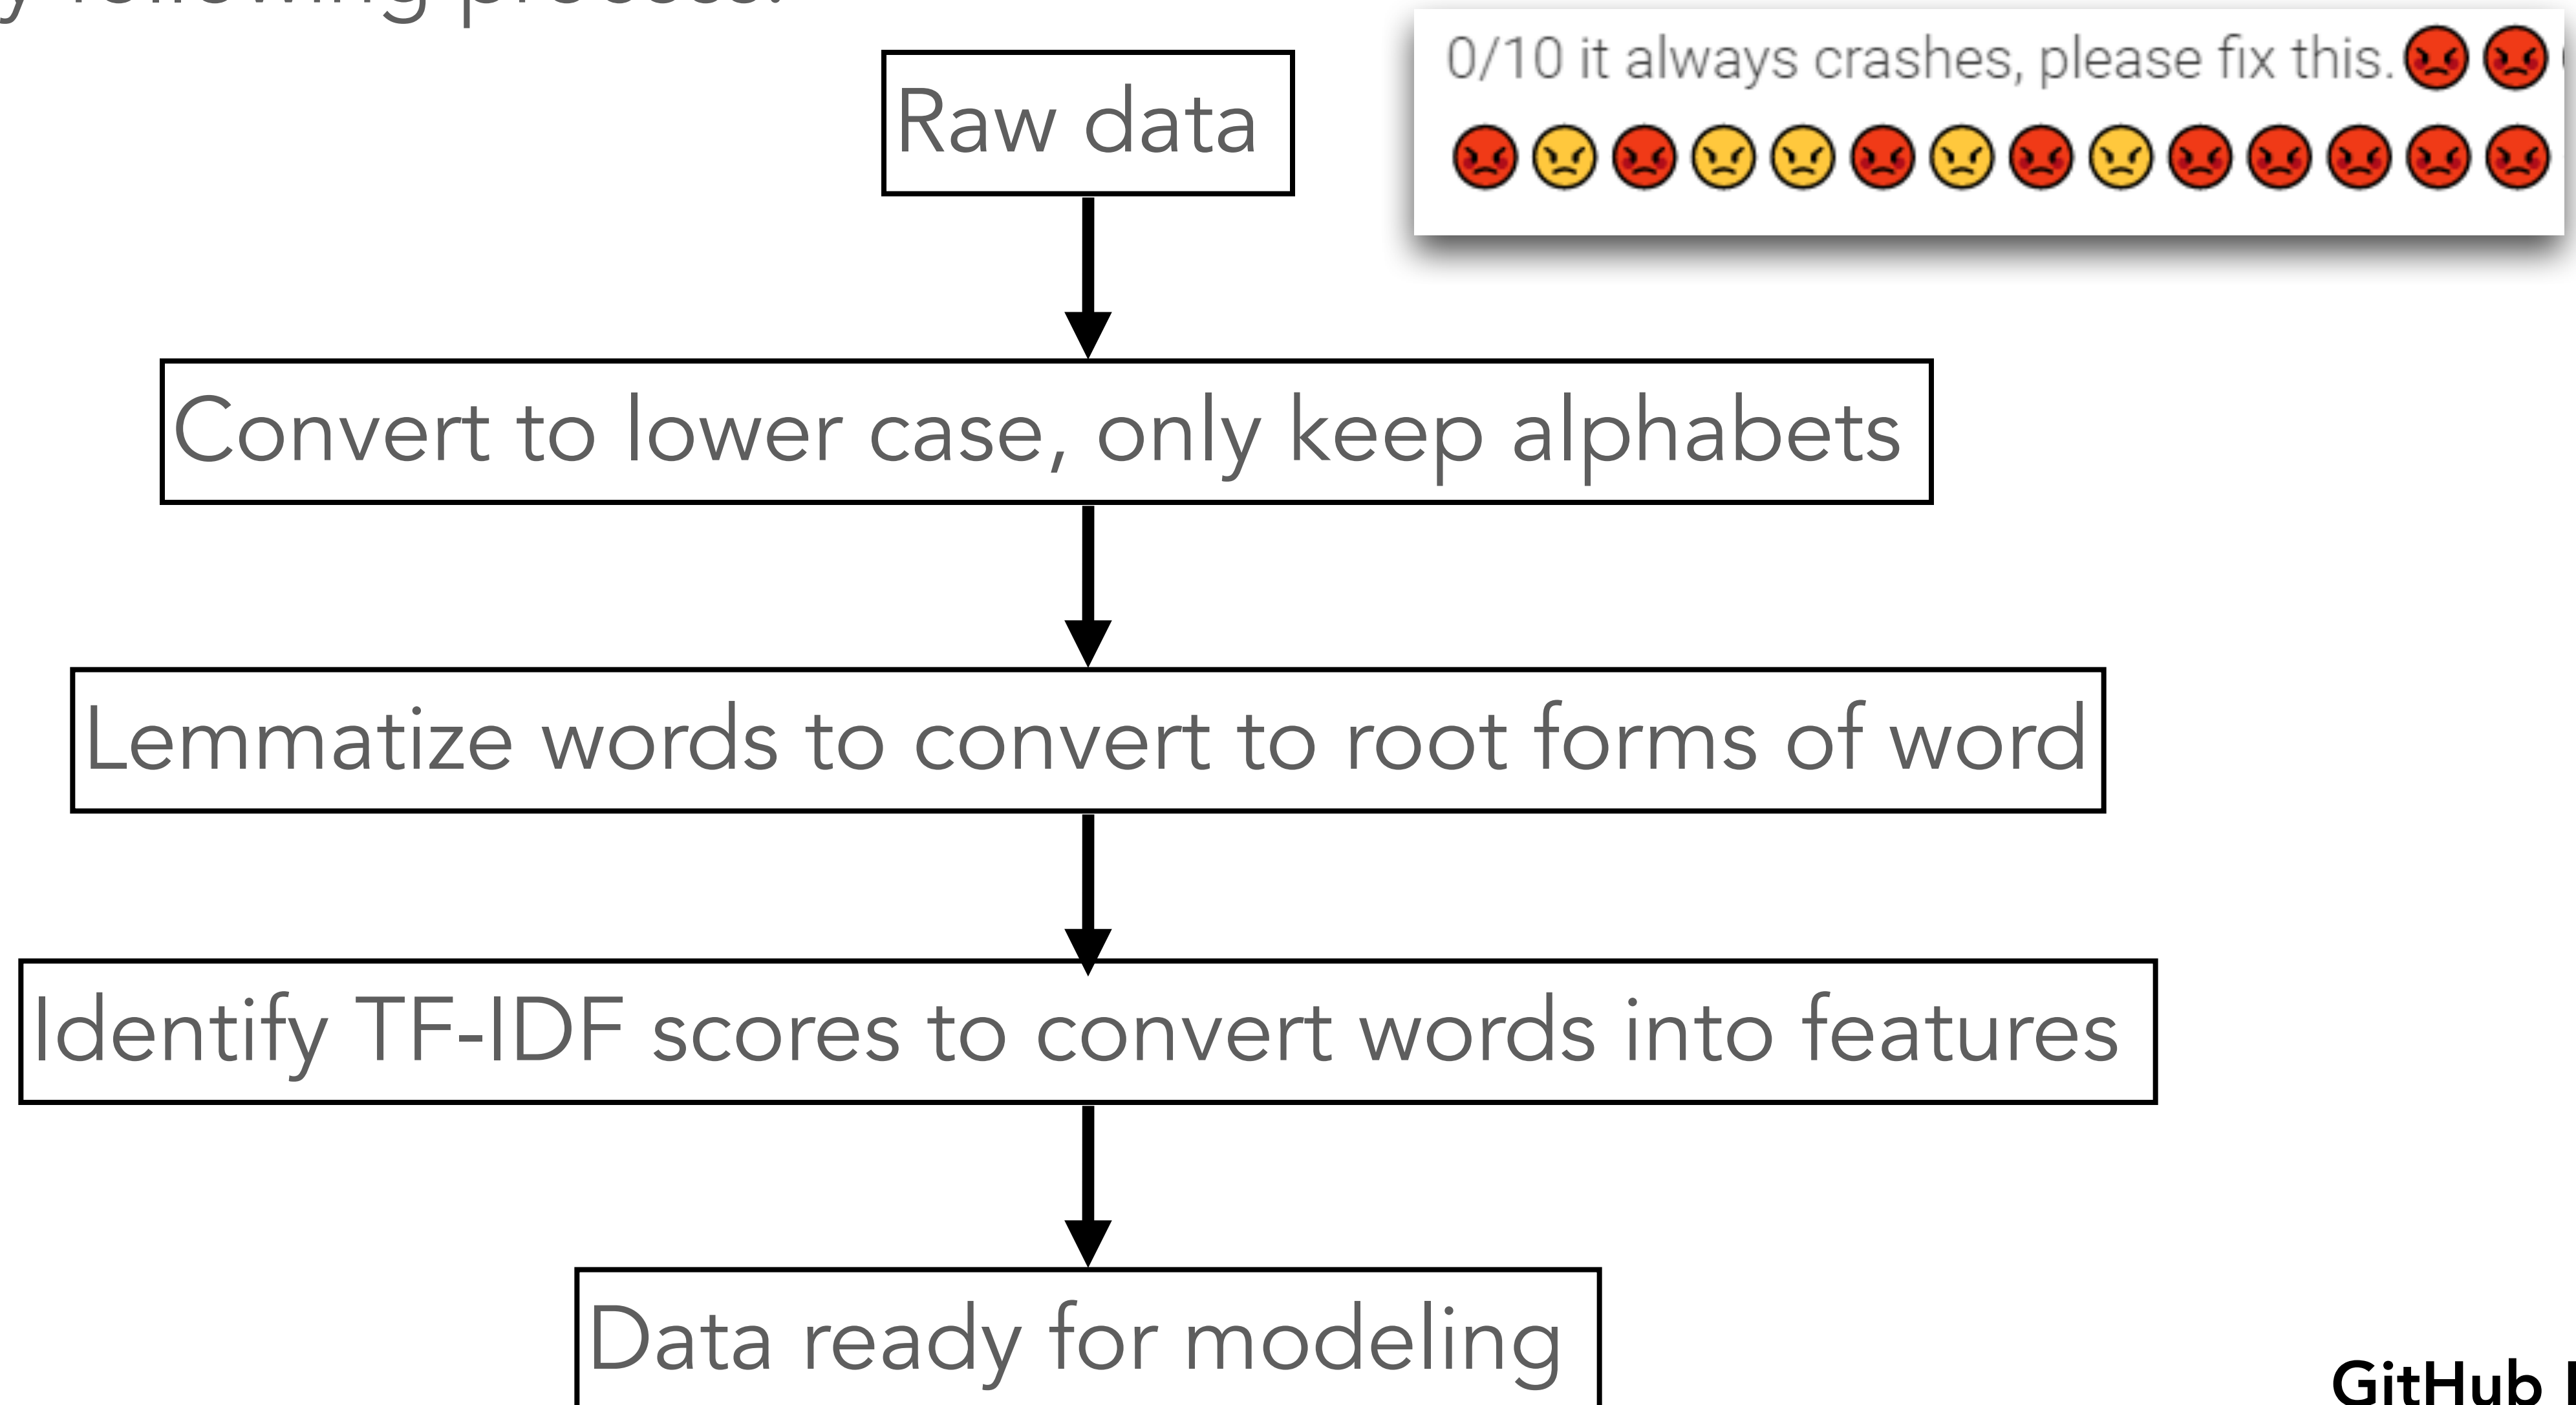 following process:
Raw data
0/10 it always crashes, please fix this.😡😡
😡😠😡😠😠😡😠😡😠😡😡😡😡😡
Convert to lower case, only keep alphabets
Lemmatize words to convert to root forms of word
Identify TF-IDF scores to convert words into features
Data ready for modeling
GitHub